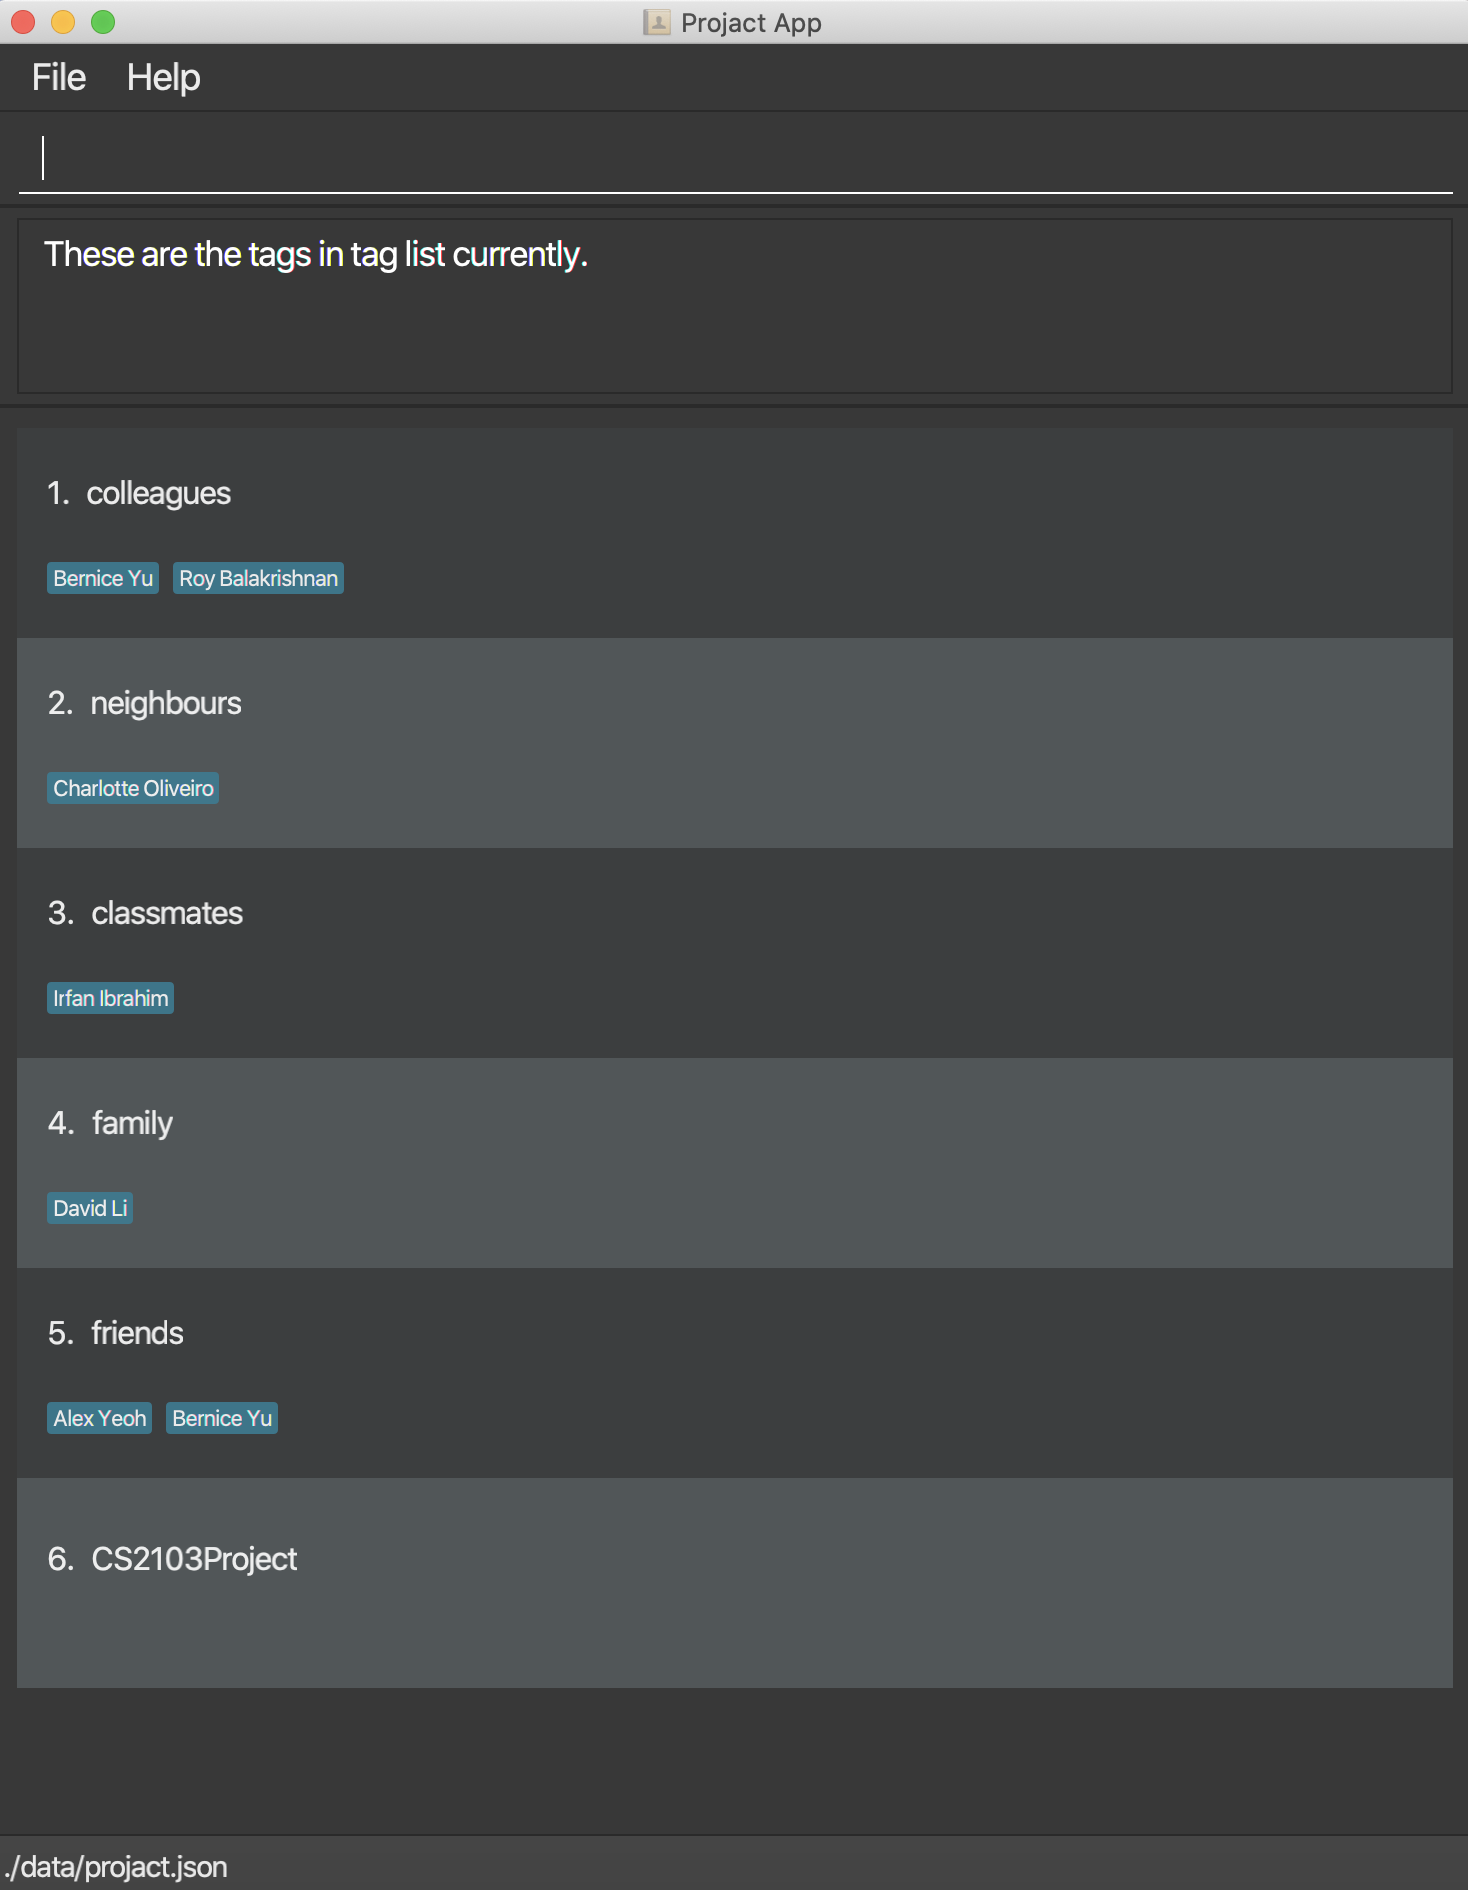 Projact App
File Help
These are the tags in tag list currently.
1. colleagues
Bernice Yu Roy Balakrishnan
2. neighbours
Charlotte Oliveiro
3. classmates
Irfan Ibrahim
4. family
David Li
5. friends
Alex Yeoh Bernice Yu
6. CS2103Project
./data/projact.json